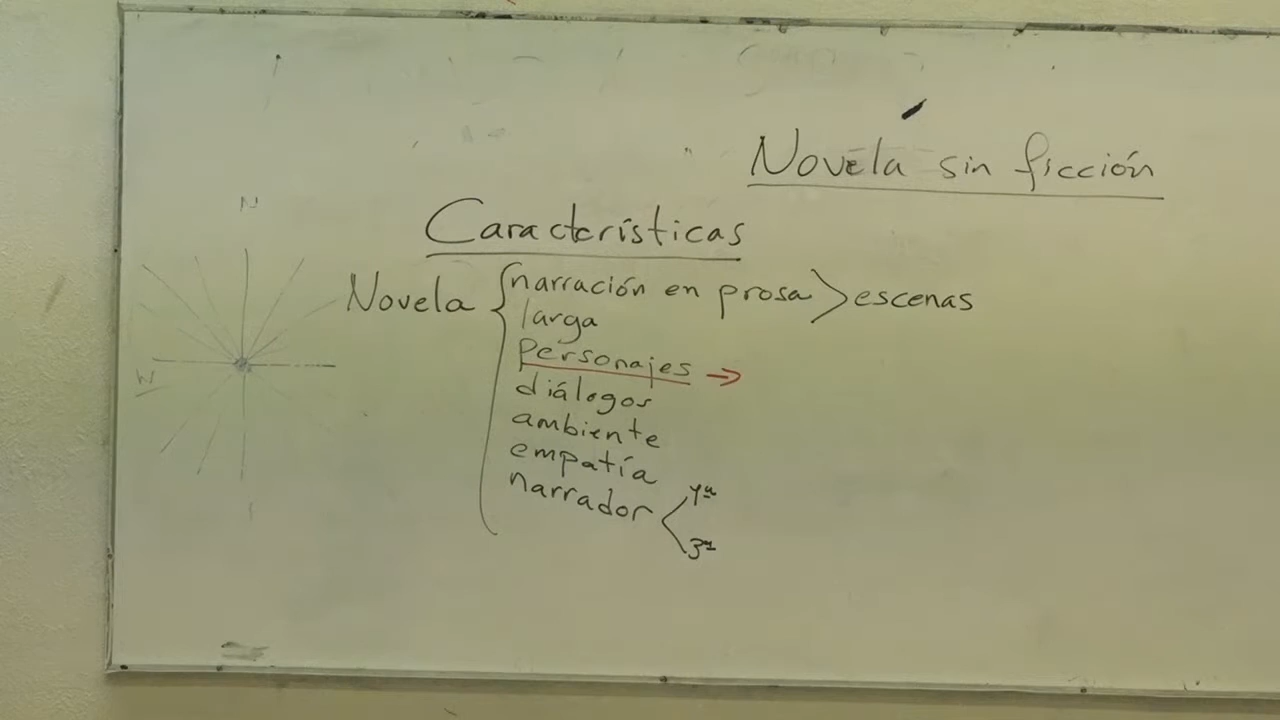 Novela sin ficción
Características
Novela { narración en prosa > escenas
larga
personajes →
diálogos
ambiente
empatía
narrador < 1ª
3ª
N
W